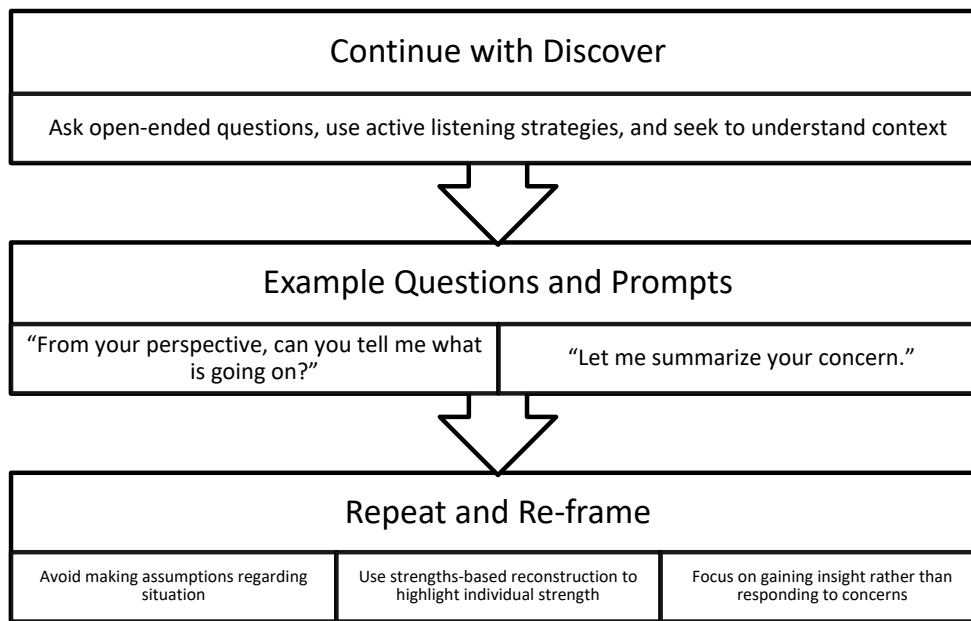 Continue with Discover
Ask open-ended questions, use active listening strategies, and seek to understand context
Example Questions and Prompts
“From your perspective, can you tell me what
is going on?”
“Let me summarize your concern.”
Repeat and Re-frame
Avoid making assumptions regarding
situation
Use strengths-based reconstruction to
highlight individual strength
Focus on gaining insight rather than
responding to concerns